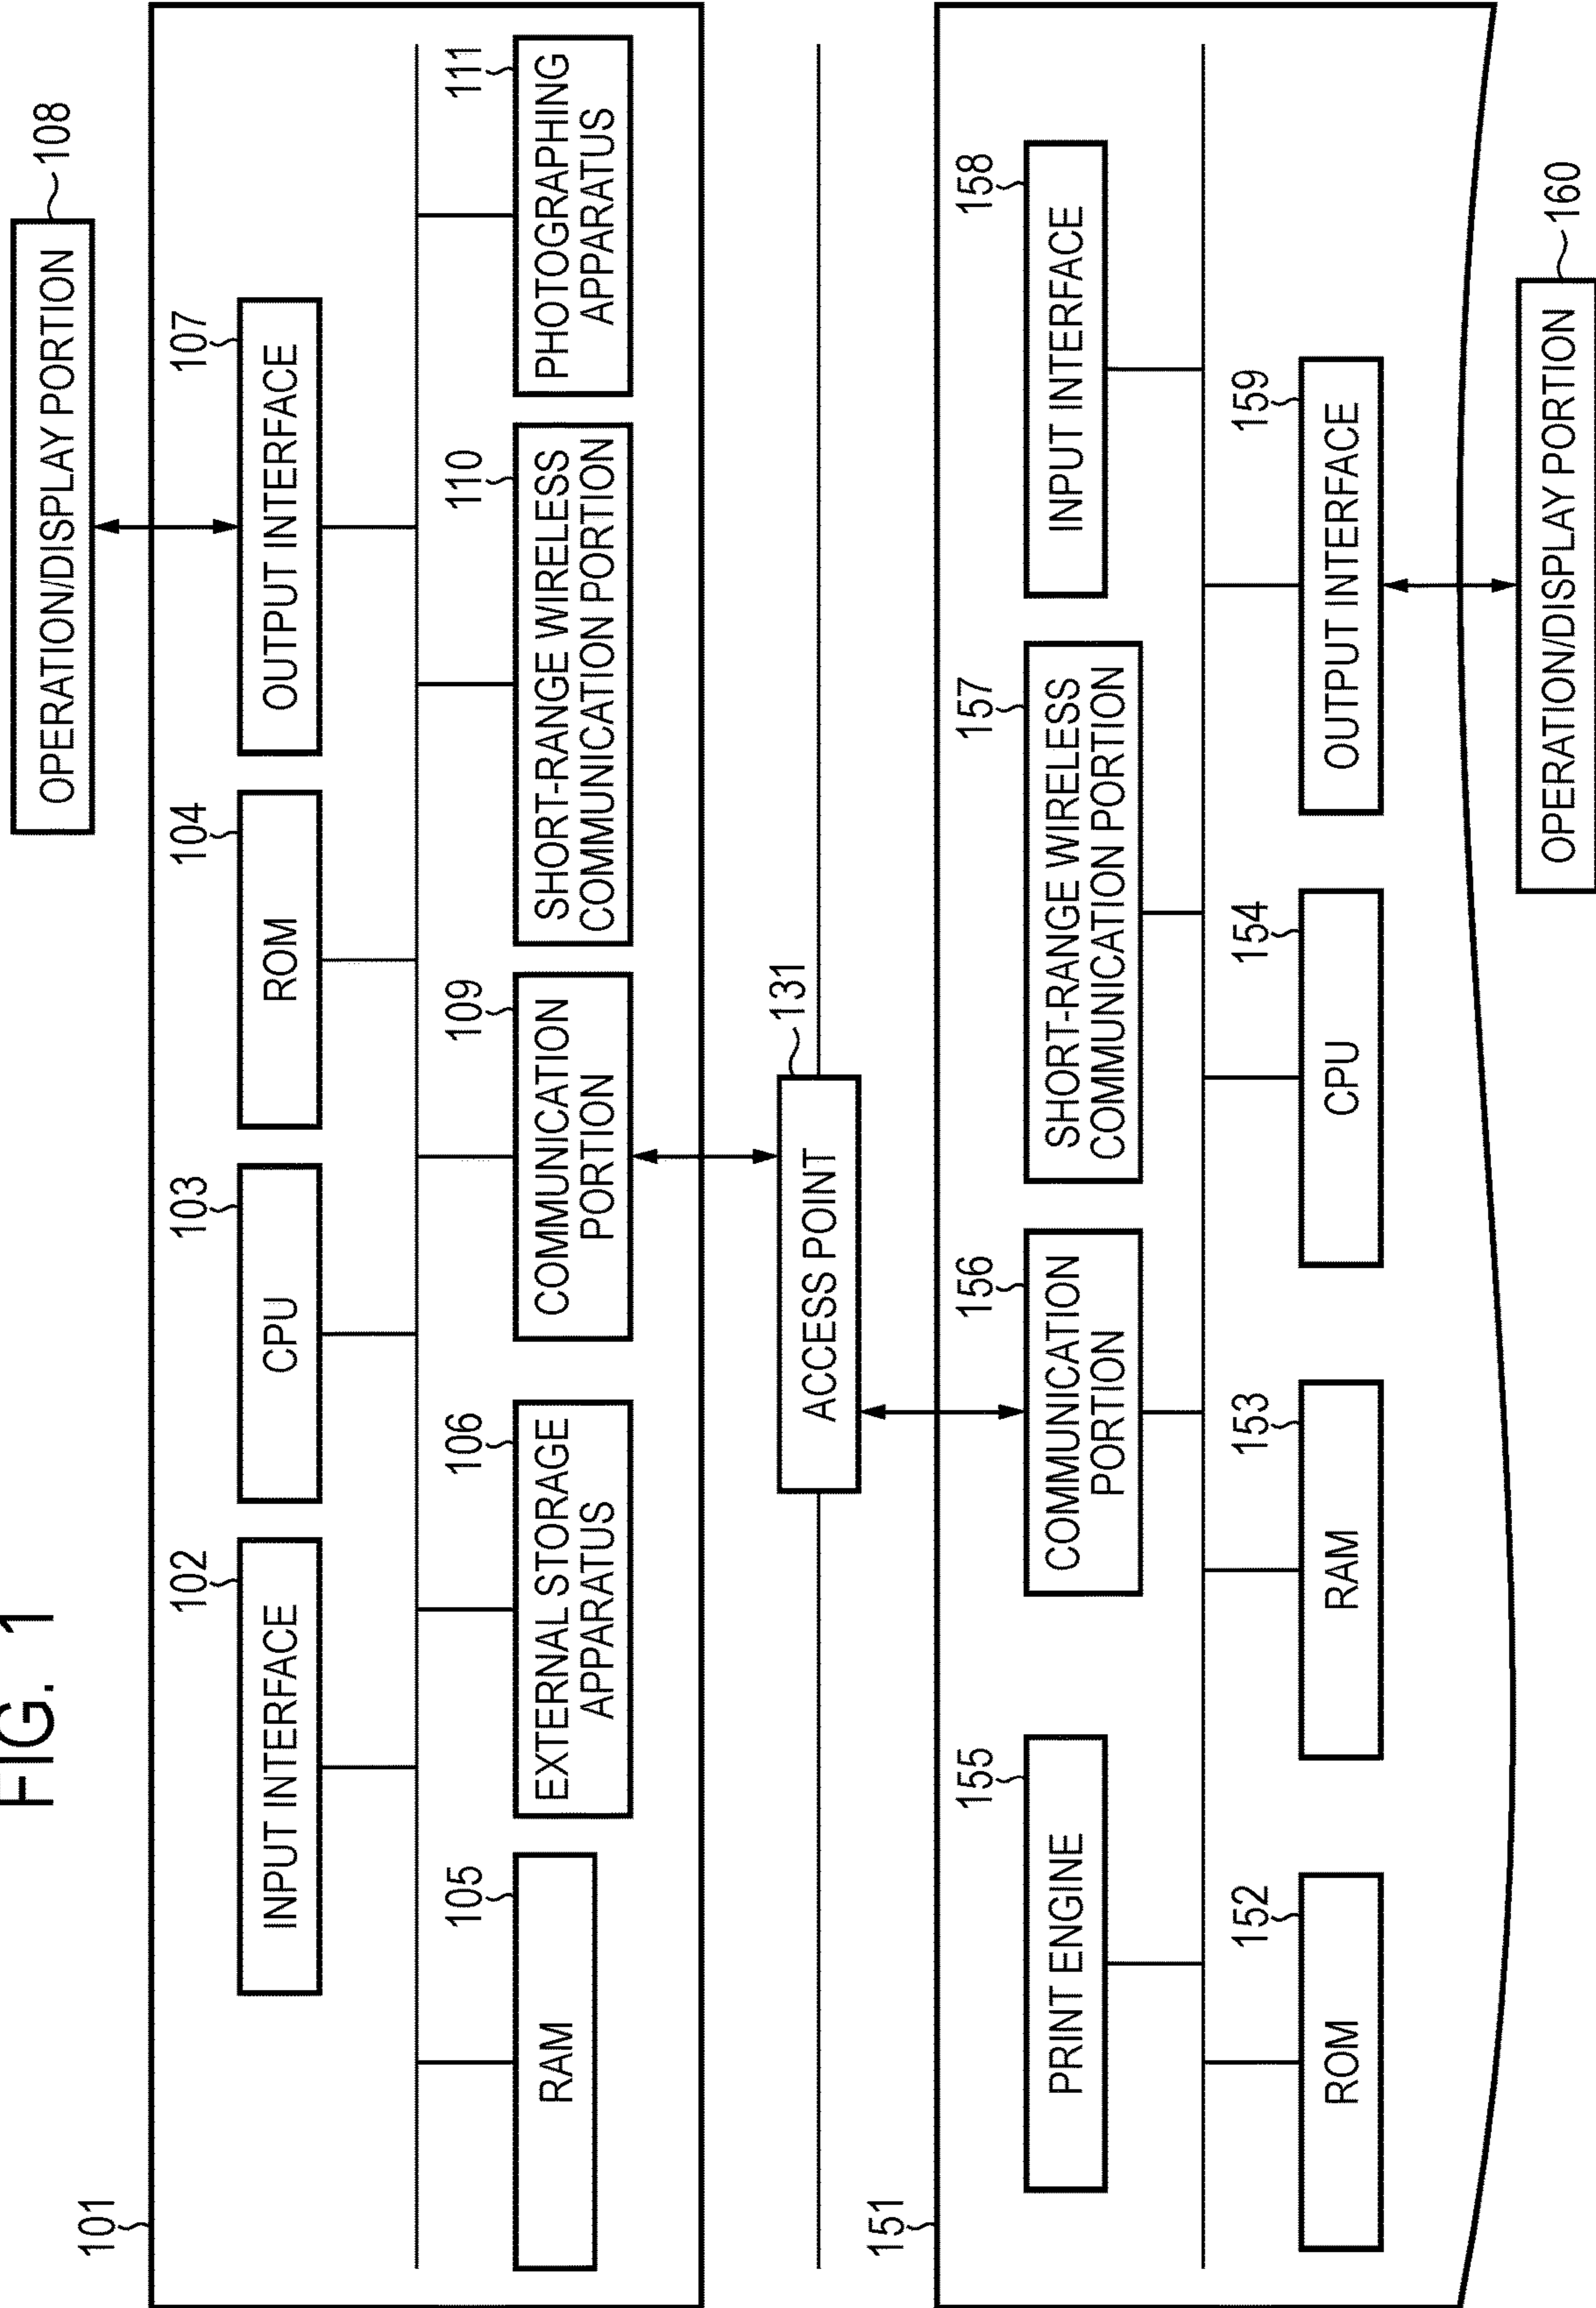 FIG. 1
101
OPERATION/DISPLAY PORTION
108
102
INPUT INTERFACE
103
CPU
104
ROM
107
OUTPUT INTERFACE
105
RAM
106
EXTERNAL STORAGE
APPARATUS
109
COMMUNICATION
PORTION
110
SHORT-RANGE WIRELESS
COMMUNICATION PORTION
111
PHOTOGRAPHING
APPARATUS
131
ACCESS POINT
151
155
PRINT ENGINE
156
COMMUNICATION
PORTION
157
SHORT-RANGE WIRELESS
COMMUNICATION PORTION
158
INPUT INTERFACE
152
ROM
153
RAM
154
CPU
159
OUTPUT INTERFACE
OPERATION/DISPLAY PORTION
160